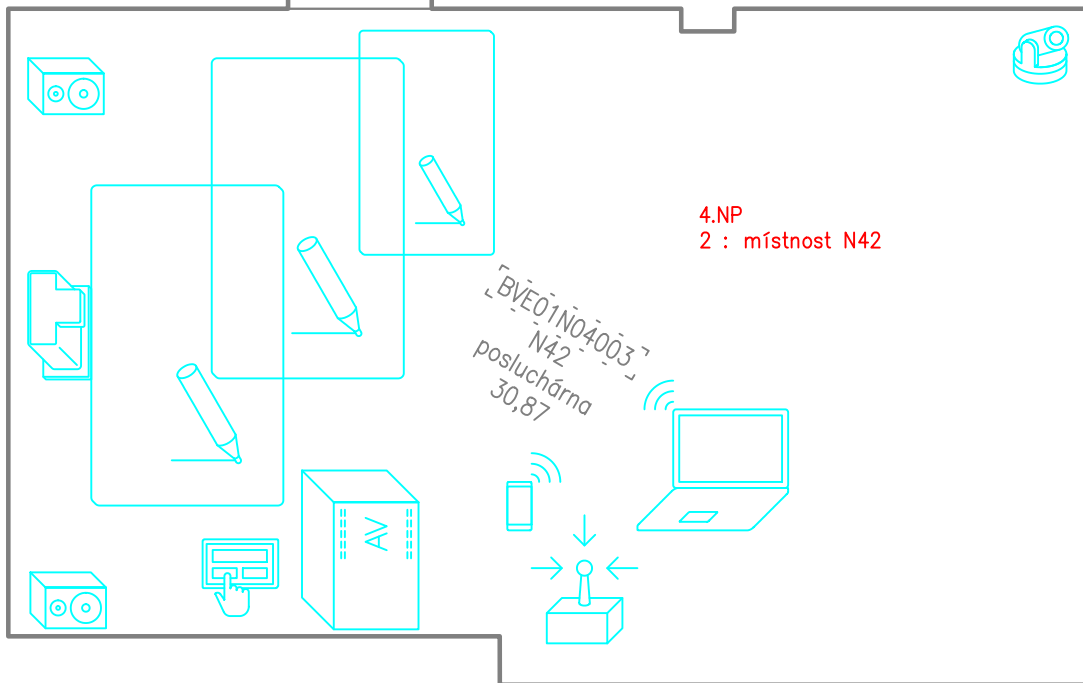 4.NP
2 : místnost N42
BVE01N04003
N42
posluchárna
30,87
AV